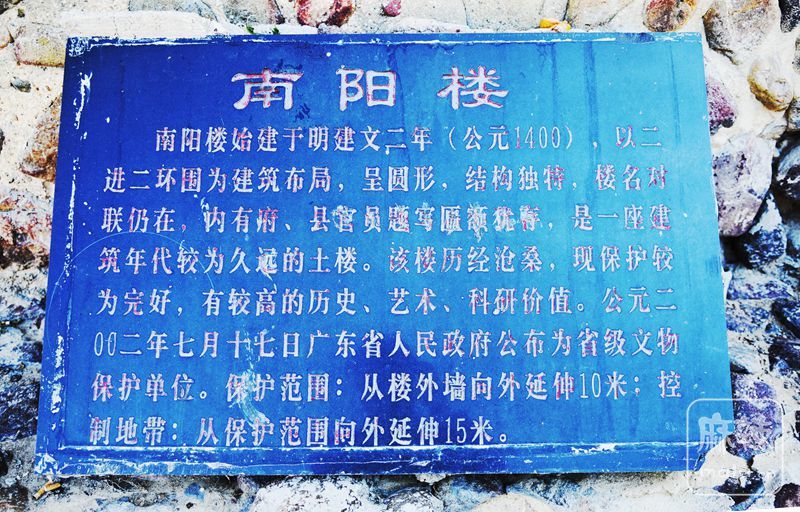 南阳楼
南阳楼始建于明建文二年（公元1400），以二
进二环围为建筑布局，呈圆形，结构独特，楼名对
联仍在，内有府、县官员题写匾额犹存，是一座建
筑年代较为久远的土楼。该楼历经沧桑，现保护较
为完好，有较高的历史、艺术、科研价值。公元二
00二年七月十七日广东省人民政府公布为省级文物
保护单位。保护范围：从楼外墙向外延伸10米；控
制地带：从保护范围向外延伸15米。